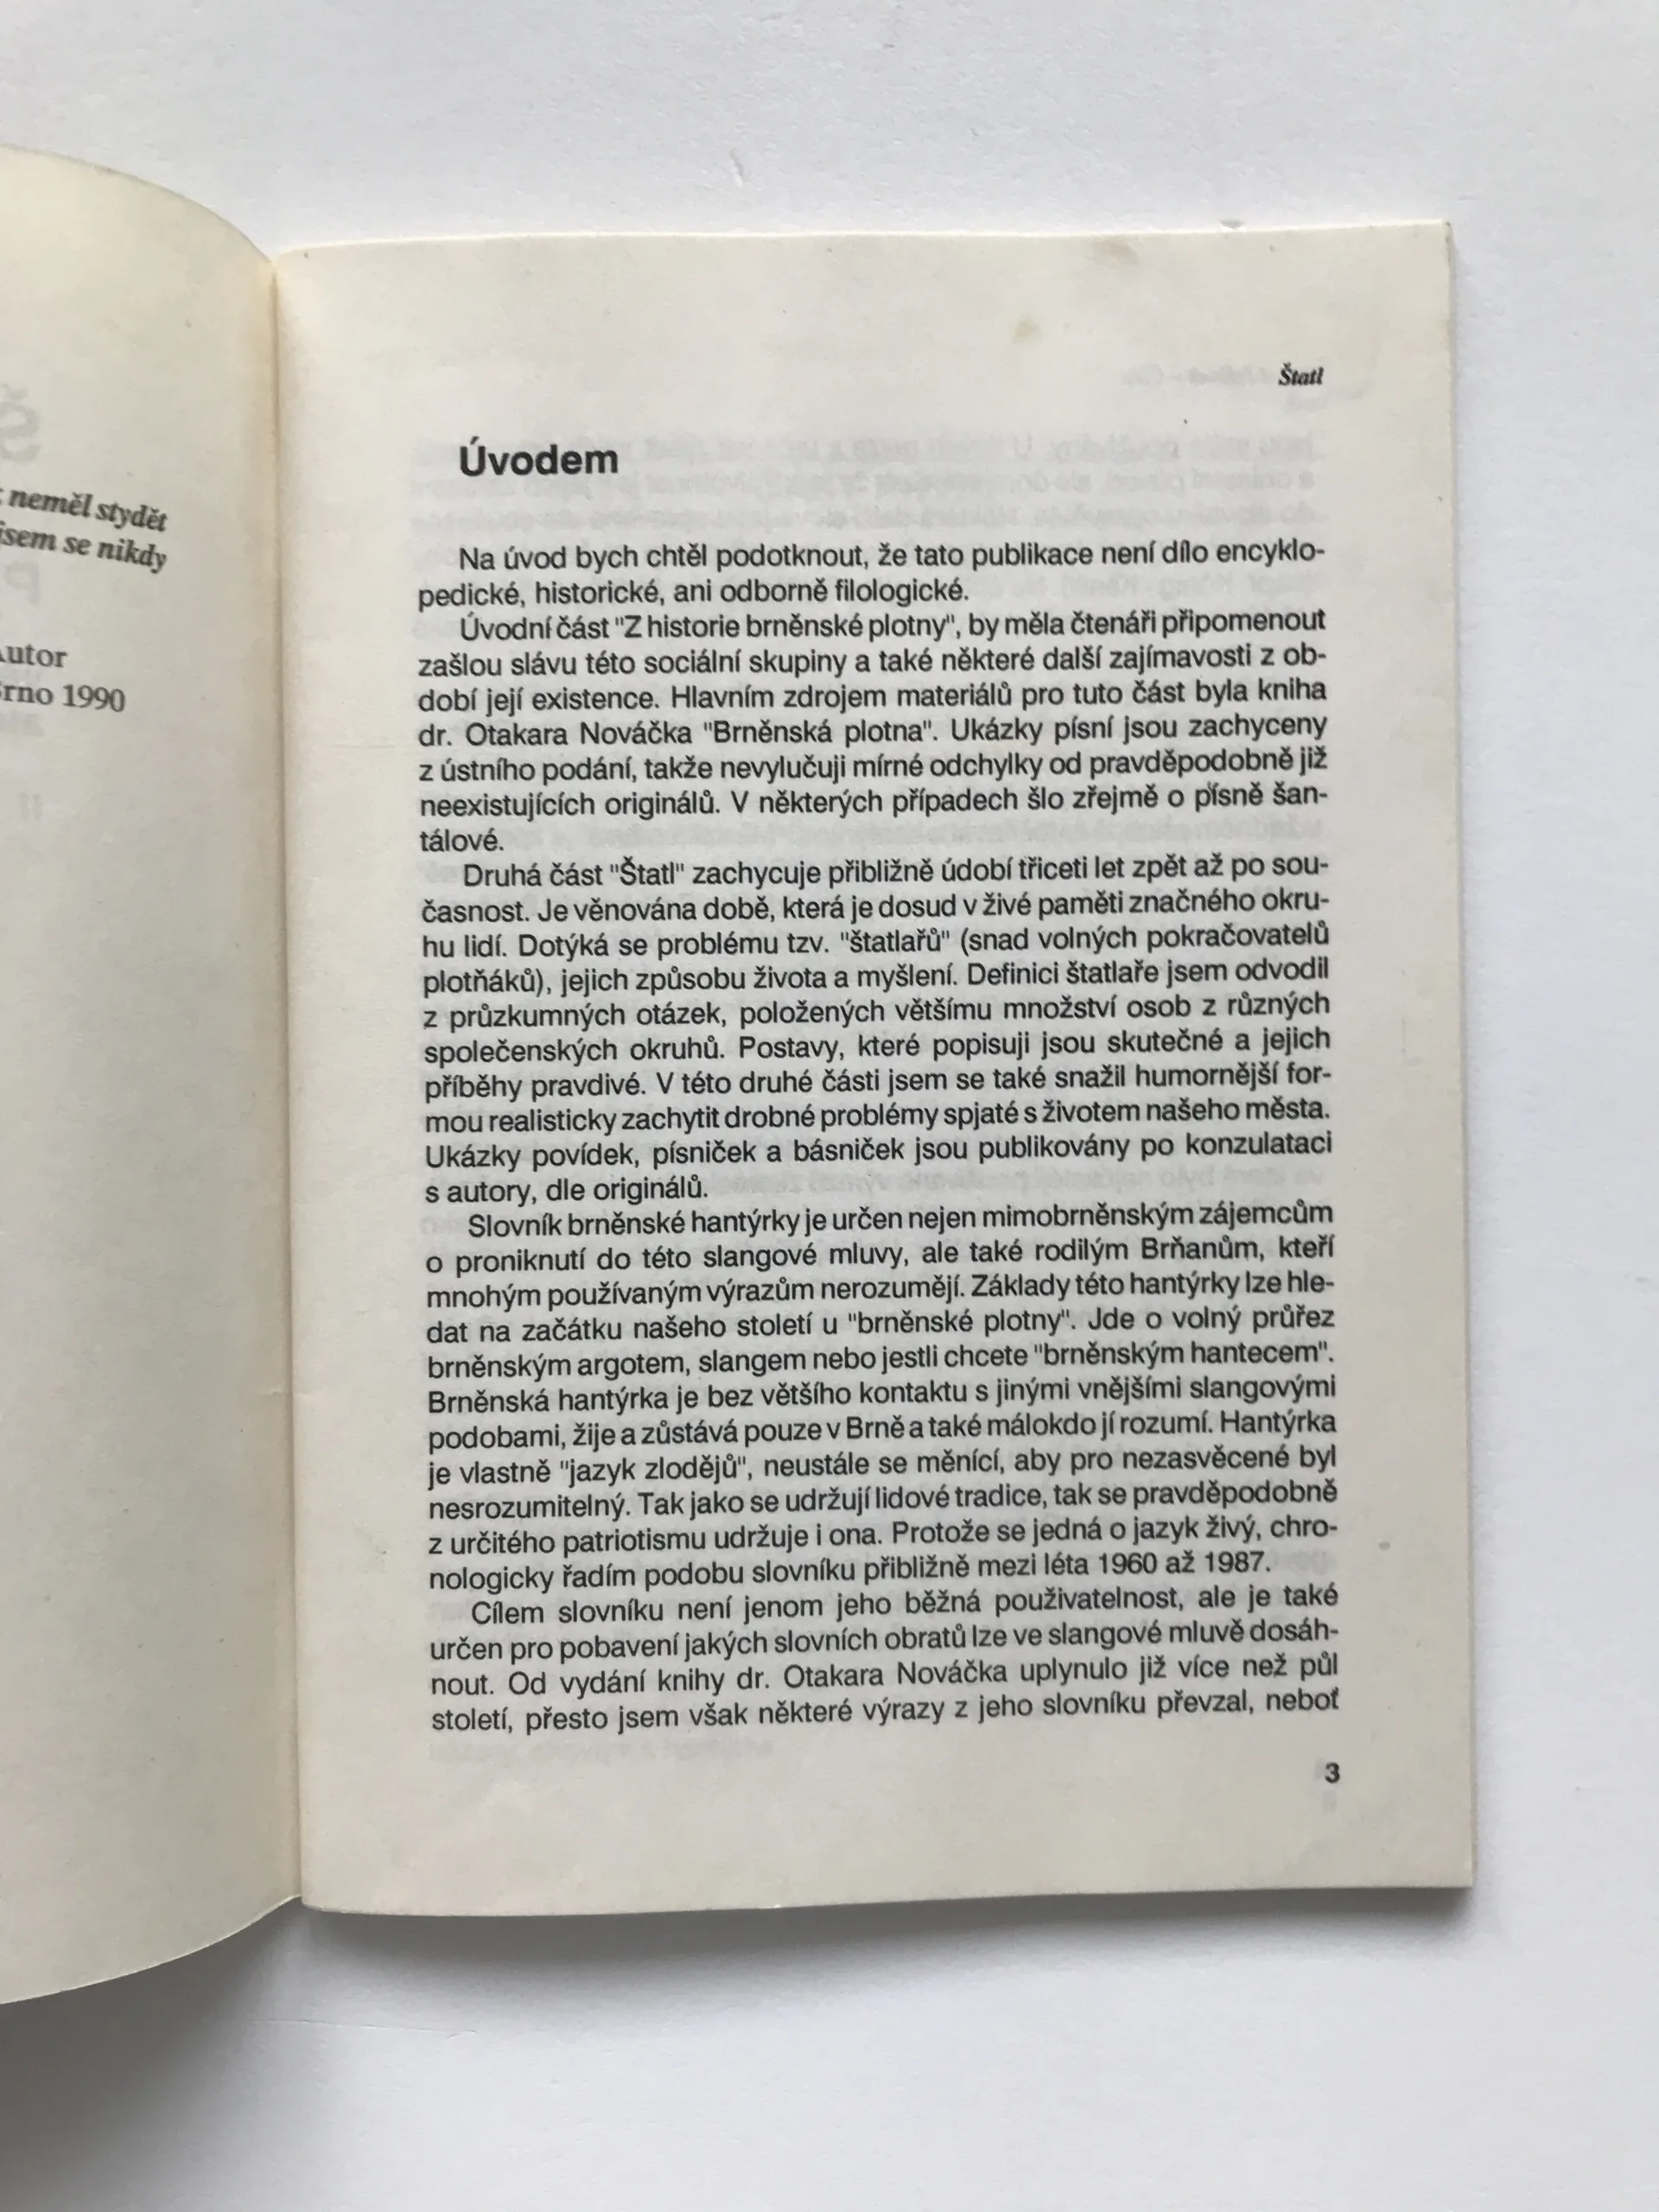 neměl stydět
jsem se nikdy
Autor
Brno 1990
Štatl
Úvodem
Na úvod bych chtěl podotknout, že tato publikace není dílo encyklo-
pedické, historické, ani odborně filologické.
Úvodní část "Z historie brněnské plotny", by měla čtenáři připomenout
zašlou slávu této sociální skupiny a také některé další zajímavosti z ob-
dobí její existence. Hlavním zdrojem materiálů pro tuto část byla kniha
dr. Otakara Nováčka "Brněnská plotna". Ukázky písní jsou zachyceny
z ústního podání, takže nevylučuji mírné odchylky od pravděpodobně již
neexistujících originálů. V některých případech šlo zřejmě o písně šan-
tálové.
Druhá část "Štatl" zachycuje přibližně údobí třiceti let zpět až po sou-
časnost. Je věnována době, která je dosud v živé paměti značného okru-
hu lidí. Dotýká se problému tzv. "štatlařů" (snad volných pokračovatelů
plotňáků), jejich způsobu života a myšlení. Definici štatlaře jsem odvodil
z průzkumných otázek, položených většímu množství osob z různých
společenských okruhů. Postavy, které popisuji jsou skutečné a jejich
příběhy pravdivé. V této druhé části jsem se také snažil humornější for-
mou realisticky zachytit drobné problémy spjaté s životem našeho města.
Ukázky povídek, písniček a básniček jsou publikovány po konzulataci
s autory, dle originálů.
Slovník brněnské hantýrky je určen nejen mimobrněnským zájemcům
o proniknutí do této slangové mluvy, ale také rodilým Brňanům, kteří
mnohým používaným výrazům nerozumějí. Základy této hantýrky lze hle-
dat na začátku našeho století u "brněnské plotny". Jde o volný průřez
brněnským argotem, slangem nebo jestli chcete "brněnským hantecem".
Brněnská hantýrka je bez většího kontaktu s jinými vnějšími slangovými
podobami, žije a zůstává pouze v Brně a také málokdo jí rozumí. Hantýrka
je vlastně "jazyk zlodějů", neustále se měnící, aby pro nezasvěcené byl
nesrozumitelný. Tak jako se udržují lidové tradice, tak se pravděpodobně
z určitého patriotismu udržuje i ona. Protože se jedná o jazyk živý, chro-
nologicky řadím podobu slovníku přibližně mezi léta 1960 až 1987.
Cílem slovníku není jenom jeho běžná použivatelnost, ale je také
určen pro pobavení jakých slovních obratů lze ve slangové mluvě dosáh-
nout. Od vydání knihy dr. Otakara Nováčka uplynulo již více než půl
století, přesto jsem však některé výrazy z jeho slovníku převzal, neboť
3